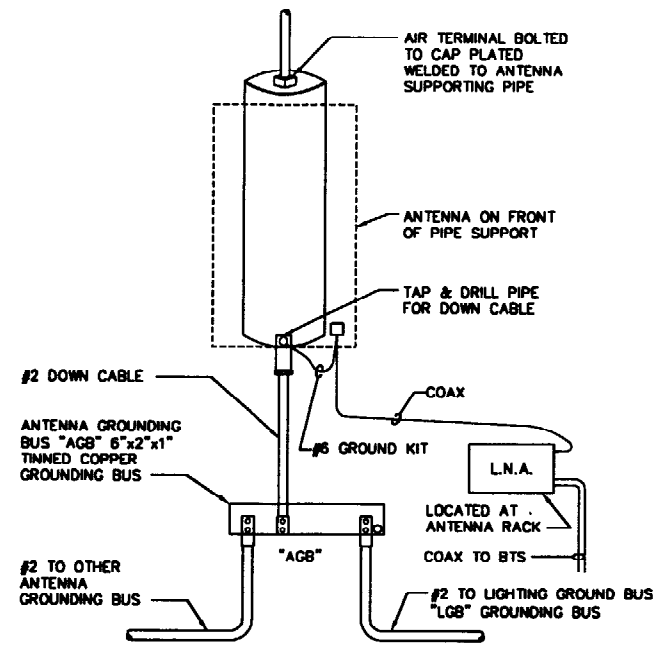 AIR TERMINAL BOLTED
TO CAP PLATED
WELDED TO ANTENNA
SUPPORTING PIPE
ANTENNA ON FRONT
OF PIPE SUPPORT
TAP & DRILL PIPE
FOR DOWN CABLE
#2 DOWN CABLE
COAX
ANTENNA GROUNDING
BUS "AGB" 6"x2"x1"
TINNED COPPER
GROUNDING BUS
#6 GROUND KIT
L.N.A.
LOCATED AT
ANTENNA RACK
"AGB"
COAX TO BTS
#2 TO OTHER
ANTENNA
GROUNDING BUS
#2 TO LIGHTING GROUND BUS
"LGB" GROUNDING BUS